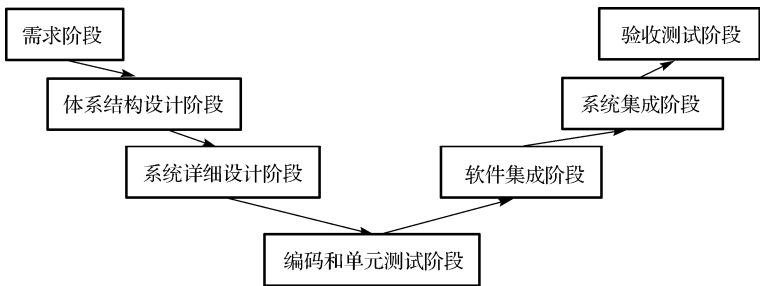 需求阶段
验收测试阶段
体系结构设计阶段
系统集成阶段
系统详细设计阶段
软件集成阶段
编码和单元测试阶段